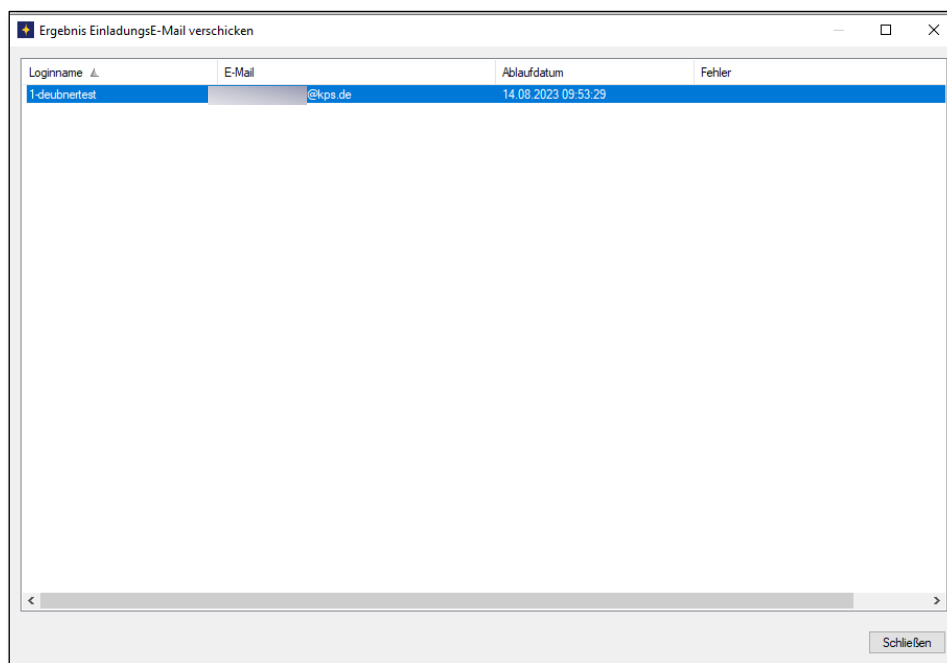 Ergebnis EinladungsE-Mail verschicken
Loginname E-Mail Ablaufdatum Fehler
1-deubnertest @kps.de 14.08.2023 09:53:29
Schließen